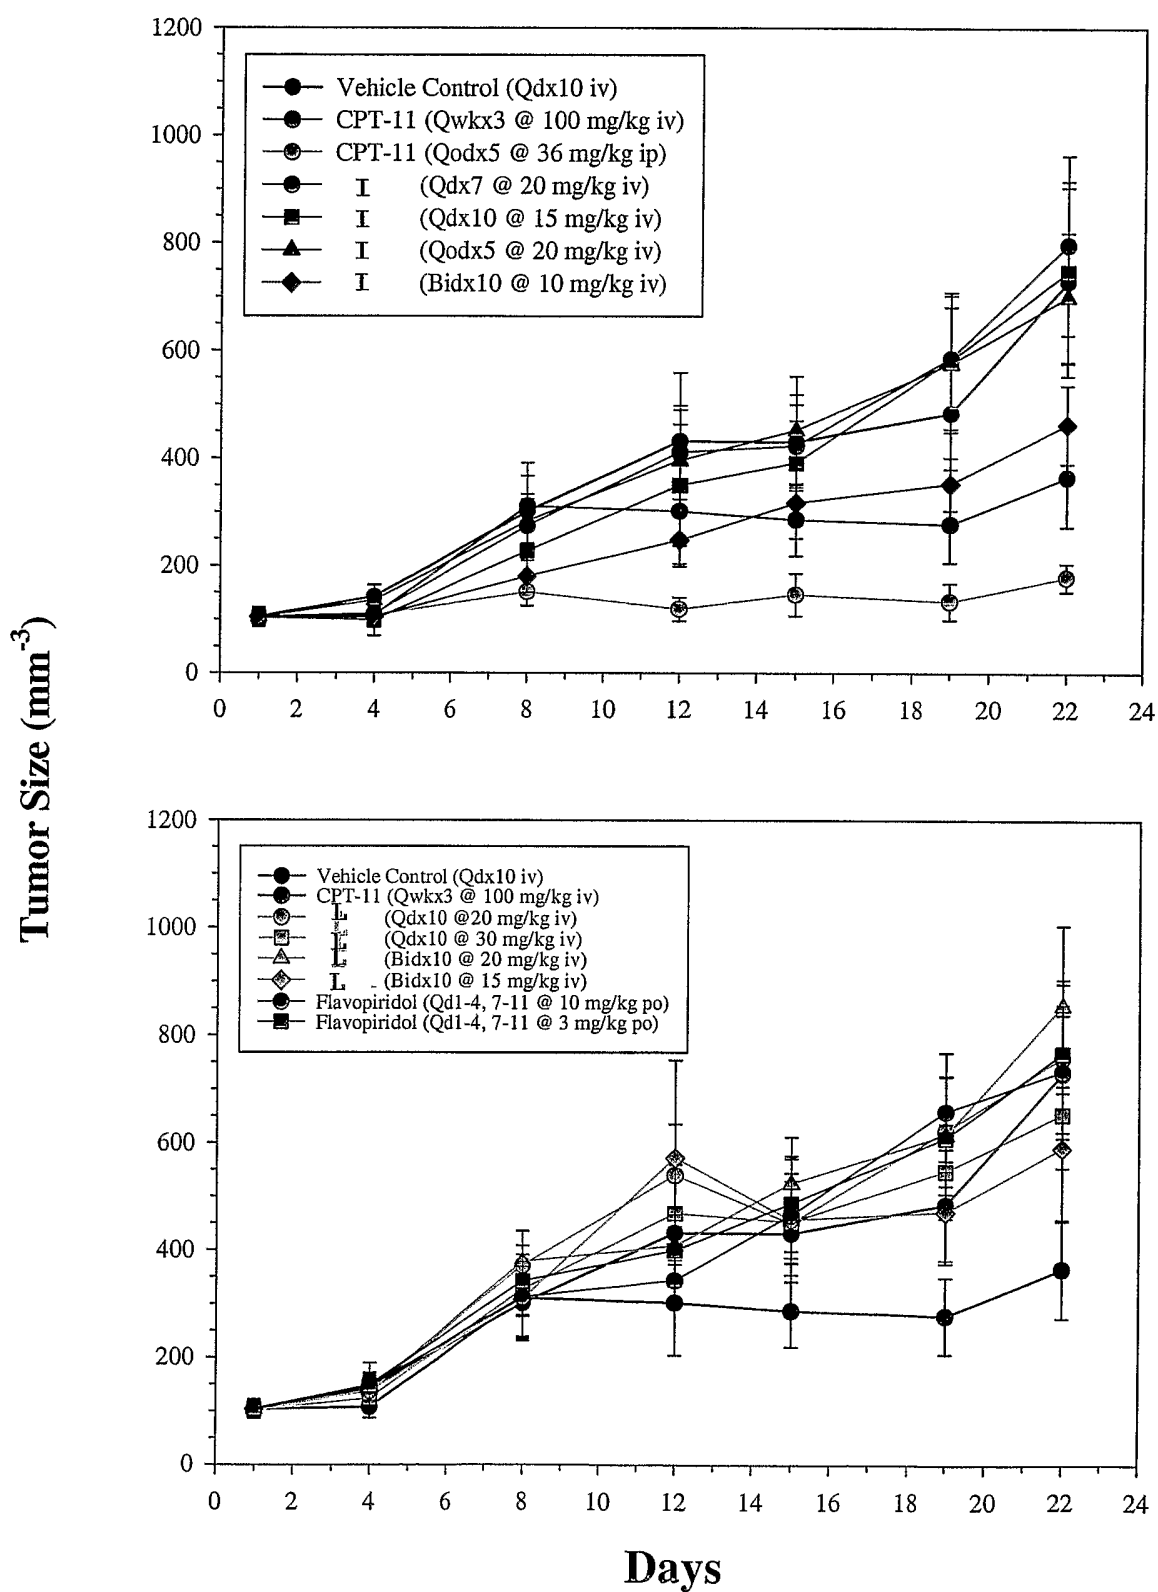 1200
1000
800
600
400
200
0
Vehicle Control (Qdx10 iv)
CPT-11 (Qwkx3 @ 100 mg/kg iv)
CPT-11 (Qodx5 @ 36 mg/kg ip)
I (Qdx7 @ 20 mg/kg iv)
I (Qdx10 @ 15 mg/kg iv)
I (Qodx5 @ 20 mg/kg iv)
I (Bidx10 @ 10 mg/kg iv)
0 2 4 6 8 10 12 14 16 18 20 22 24
Tumor Size (mm-3)
1200
1000
800
600
400
200
0
Vehicle Control (Qdx10 iv)
CPT-11 (Qwkx3 @ 100 mg/kg iv)
L (Qdx10 @20 mg/kg iv)
(Qdx10 @ 30 mg/kg iv)
L (Bidx10 @ 20 mg/kg iv)
L (Bidx10 @ 15 mg/kg iv)
Flavopiridol (Qd1-4, 7-11 @ 10 mg/kg po)
Flavopiridol (Qd1-4, 7-11 @ 3 mg/kg po)
0 2 4 6 8 10 12 14 16 18 20 22 24
Days